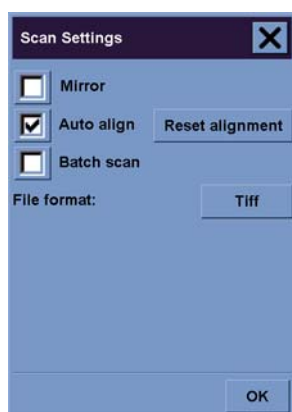 Scan Settings
Mirror
Auto align Reset alignment
Batch scan
File format: Tiff
OK